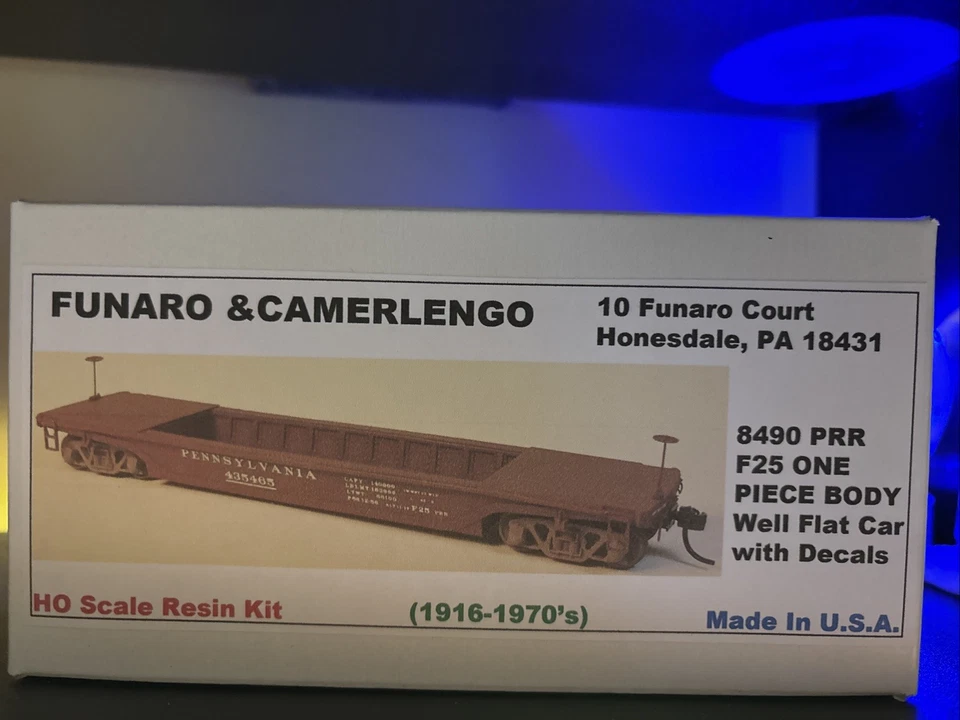 FUNARO &CAMERLENGO
10 Funaro Court
Honesdale, PA 18431
PENNSYLVANIA
435465
F25
8490 PRR
F25 ONE
PIECE BODY
Well Flat Car
with Decals
HO Scale Resin Kit
(1916-1970's)
Made In U.S.A.